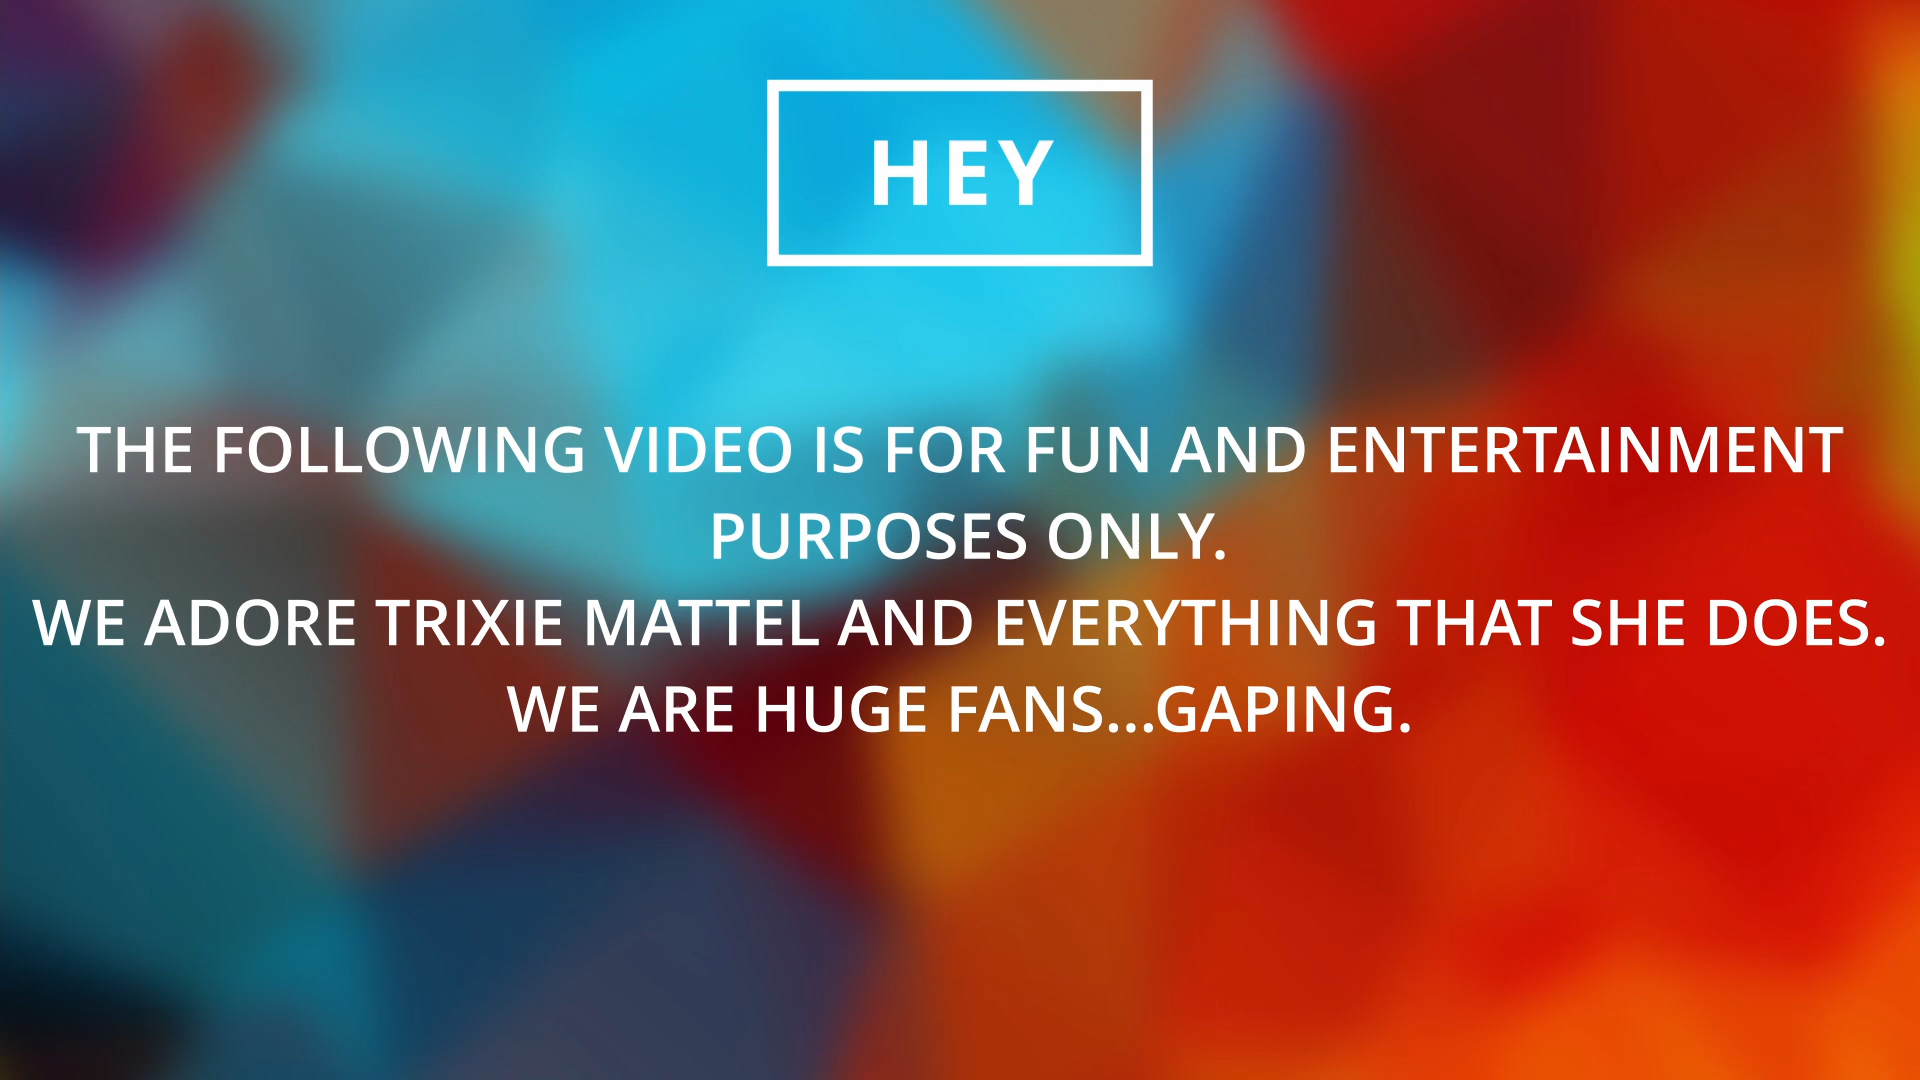 HEY
THE FOLLOWING VIDEO IS FOR FUN AND ENTERTAINMENT
PURPOSES ONLY.
WE ADORE TRIXIE MATTEL AND EVERYTHING THAT SHE DOES.
WE ARE HUGE FANS...GAPING.